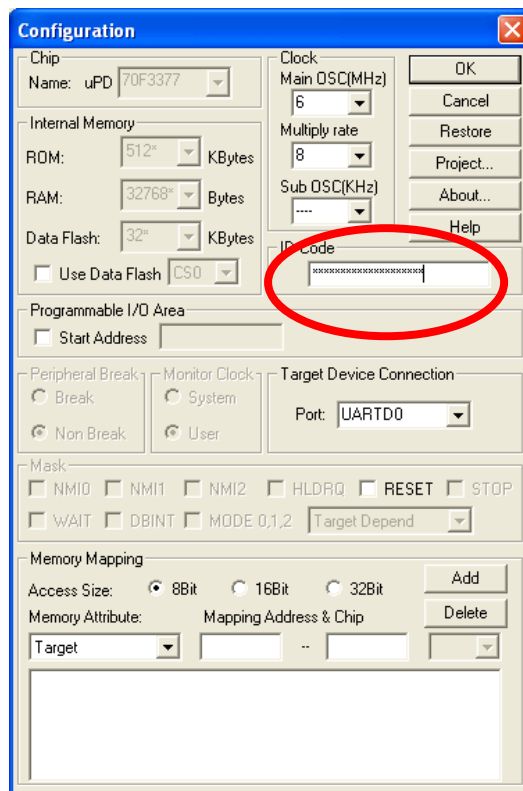 Configuration
Chip
Name: uPD 70F3377
Clock
Main OSC(MHz)
6
Multiply rate
8
Sub OSC(KHz)
----
OK
Cancel
Restore
Project...
About...
Help
Internal Memory
ROM: 512* KBytes
RAM: 32768* Bytes
Data Flash: 32* KBytes
Use Data Flash CS0
ID Code
********************
Programmable I/O Area
Start Address
Peripheral Break
Break
Non Break
Monitor Clock
System
User
Target Device Connection
Port: UARTD0
Mask
NMI0 NMI1 NMI2 HLDRQ RESET STOP
WAIT DBINT MODE 0,1,2 Target Depend
Memory Mapping
Access Size: 8Bit 16Bit 32Bit
Add
Memory Attribute: Mapping Address & Chip
Delete
Target --